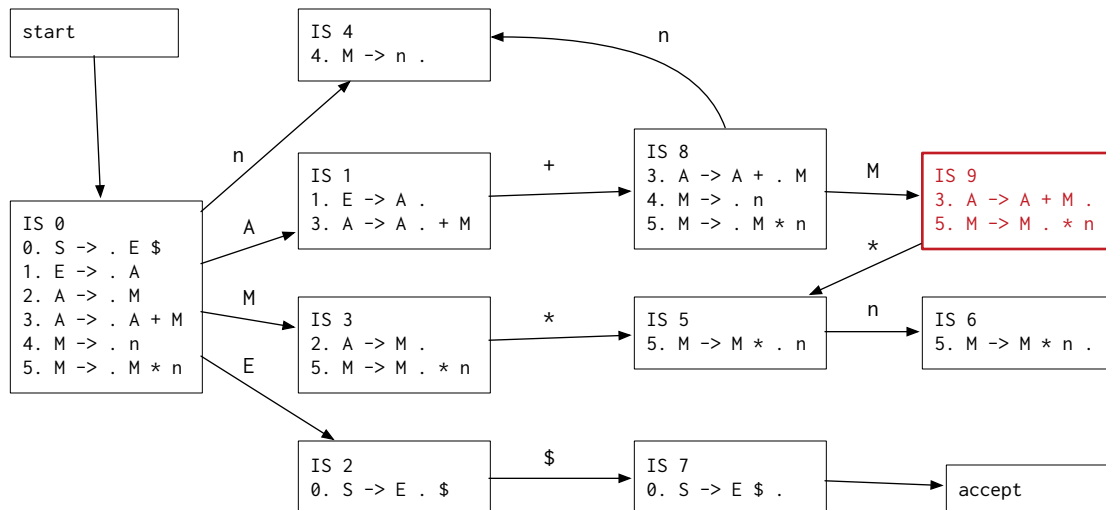 start
IS 4
4. M -> n .
n
n
IS 8
3. A -> A + . M
4. M -> . n
5. M -> . M * n
+
M
IS 1
1. E -> A .
3. A -> A . + M
IS 9
3. A -> A + M .
5. M -> M . * n
IS 0
0. S -> . E $
1. E -> . A
2. A -> . M
3. A -> . A + M
4. M -> . n
5. M -> . M * n
A
*
M
IS 3
2. A -> M .
5. M -> M . * n
*
IS 5
5. M -> M * . n
n
IS 6
5. M -> M * n .
E
IS 2
0. S -> E . $
$
IS 7
0. S -> E $ .
accept